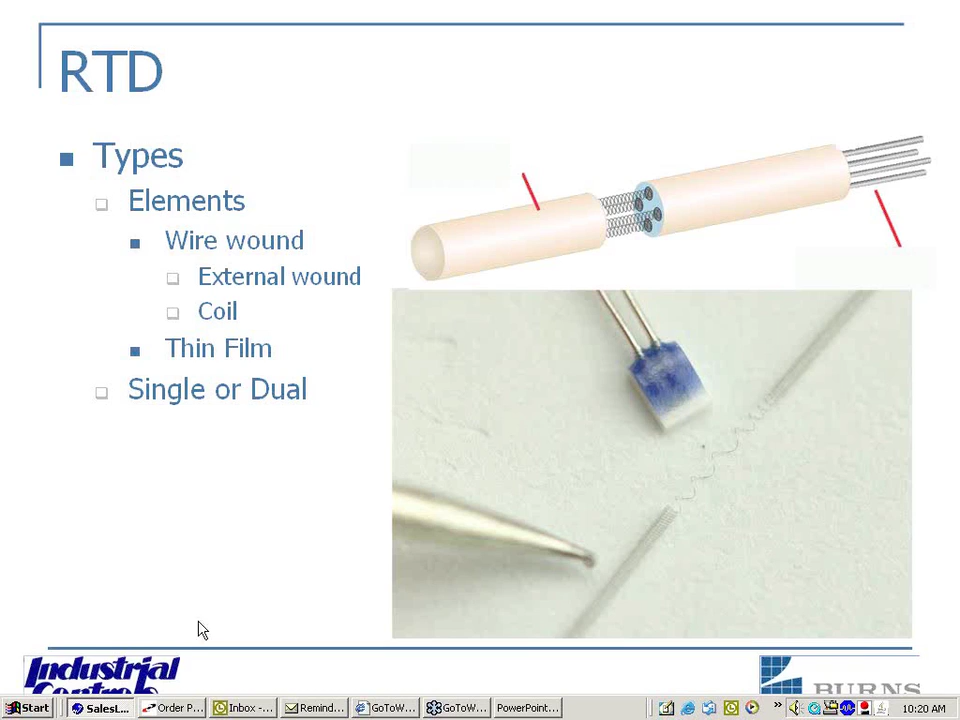 RTD
Types
Elements
Wire wound
External wound
Coil
Thin Film
Single or Dual
Industrial
Controls
BURNS
Start
SalesL...
Order P...
Inbox -...
Remind...
GoToW...
GoToW...
PowerPoint...
10:20 AM